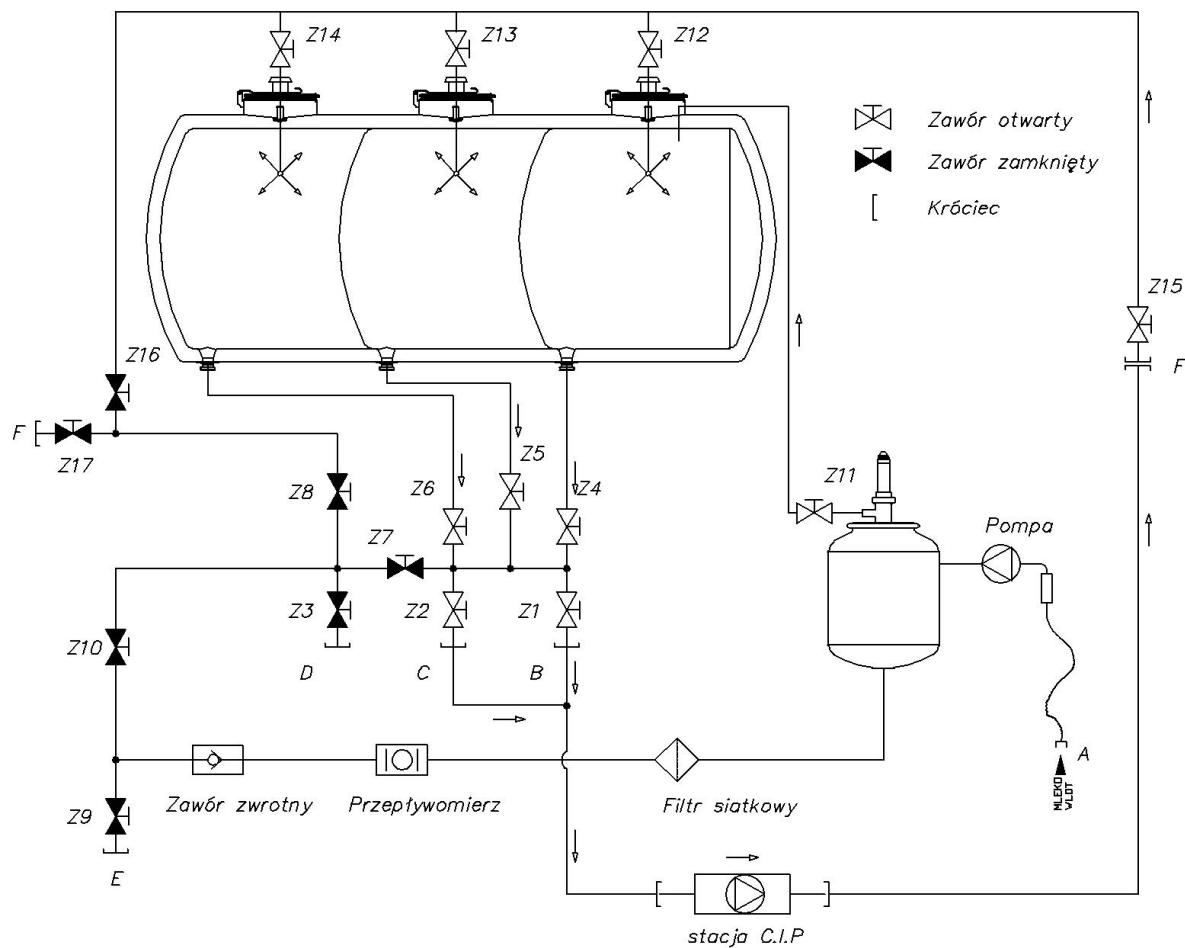 Z14
Z13
Z12
Zawór otwarty
Zawór zamknięty
Króciec
Z15
F
Z16
F
Z17
Z8
Z6
Z5
Z4
Z11
Pompa
Z7
Z3
Z2
Z1
Z10
D
C
B
A
MLEKO
WLOT
Zawór zwrotny
Przepływomierz
Filtr siatkowy
Z9
E
stacja C.I.P